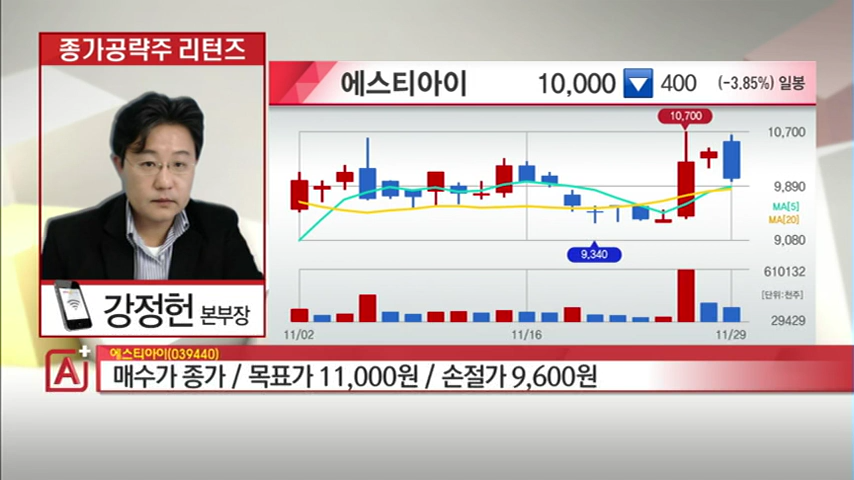 종가공략주 리턴즈
강정헌 본부장
에스티아이 10,000 ▼ 400 (-3.85%) 일봉
10,700
10,700
9,890
MA[5]
MA[20]
9,080
9,340
610132
[단위:천주]
29429
11/02 11/16 11/29
A+
에스티아이(039440)
매수가 종가 / 목표가 11,000원 / 손절가 9,600원